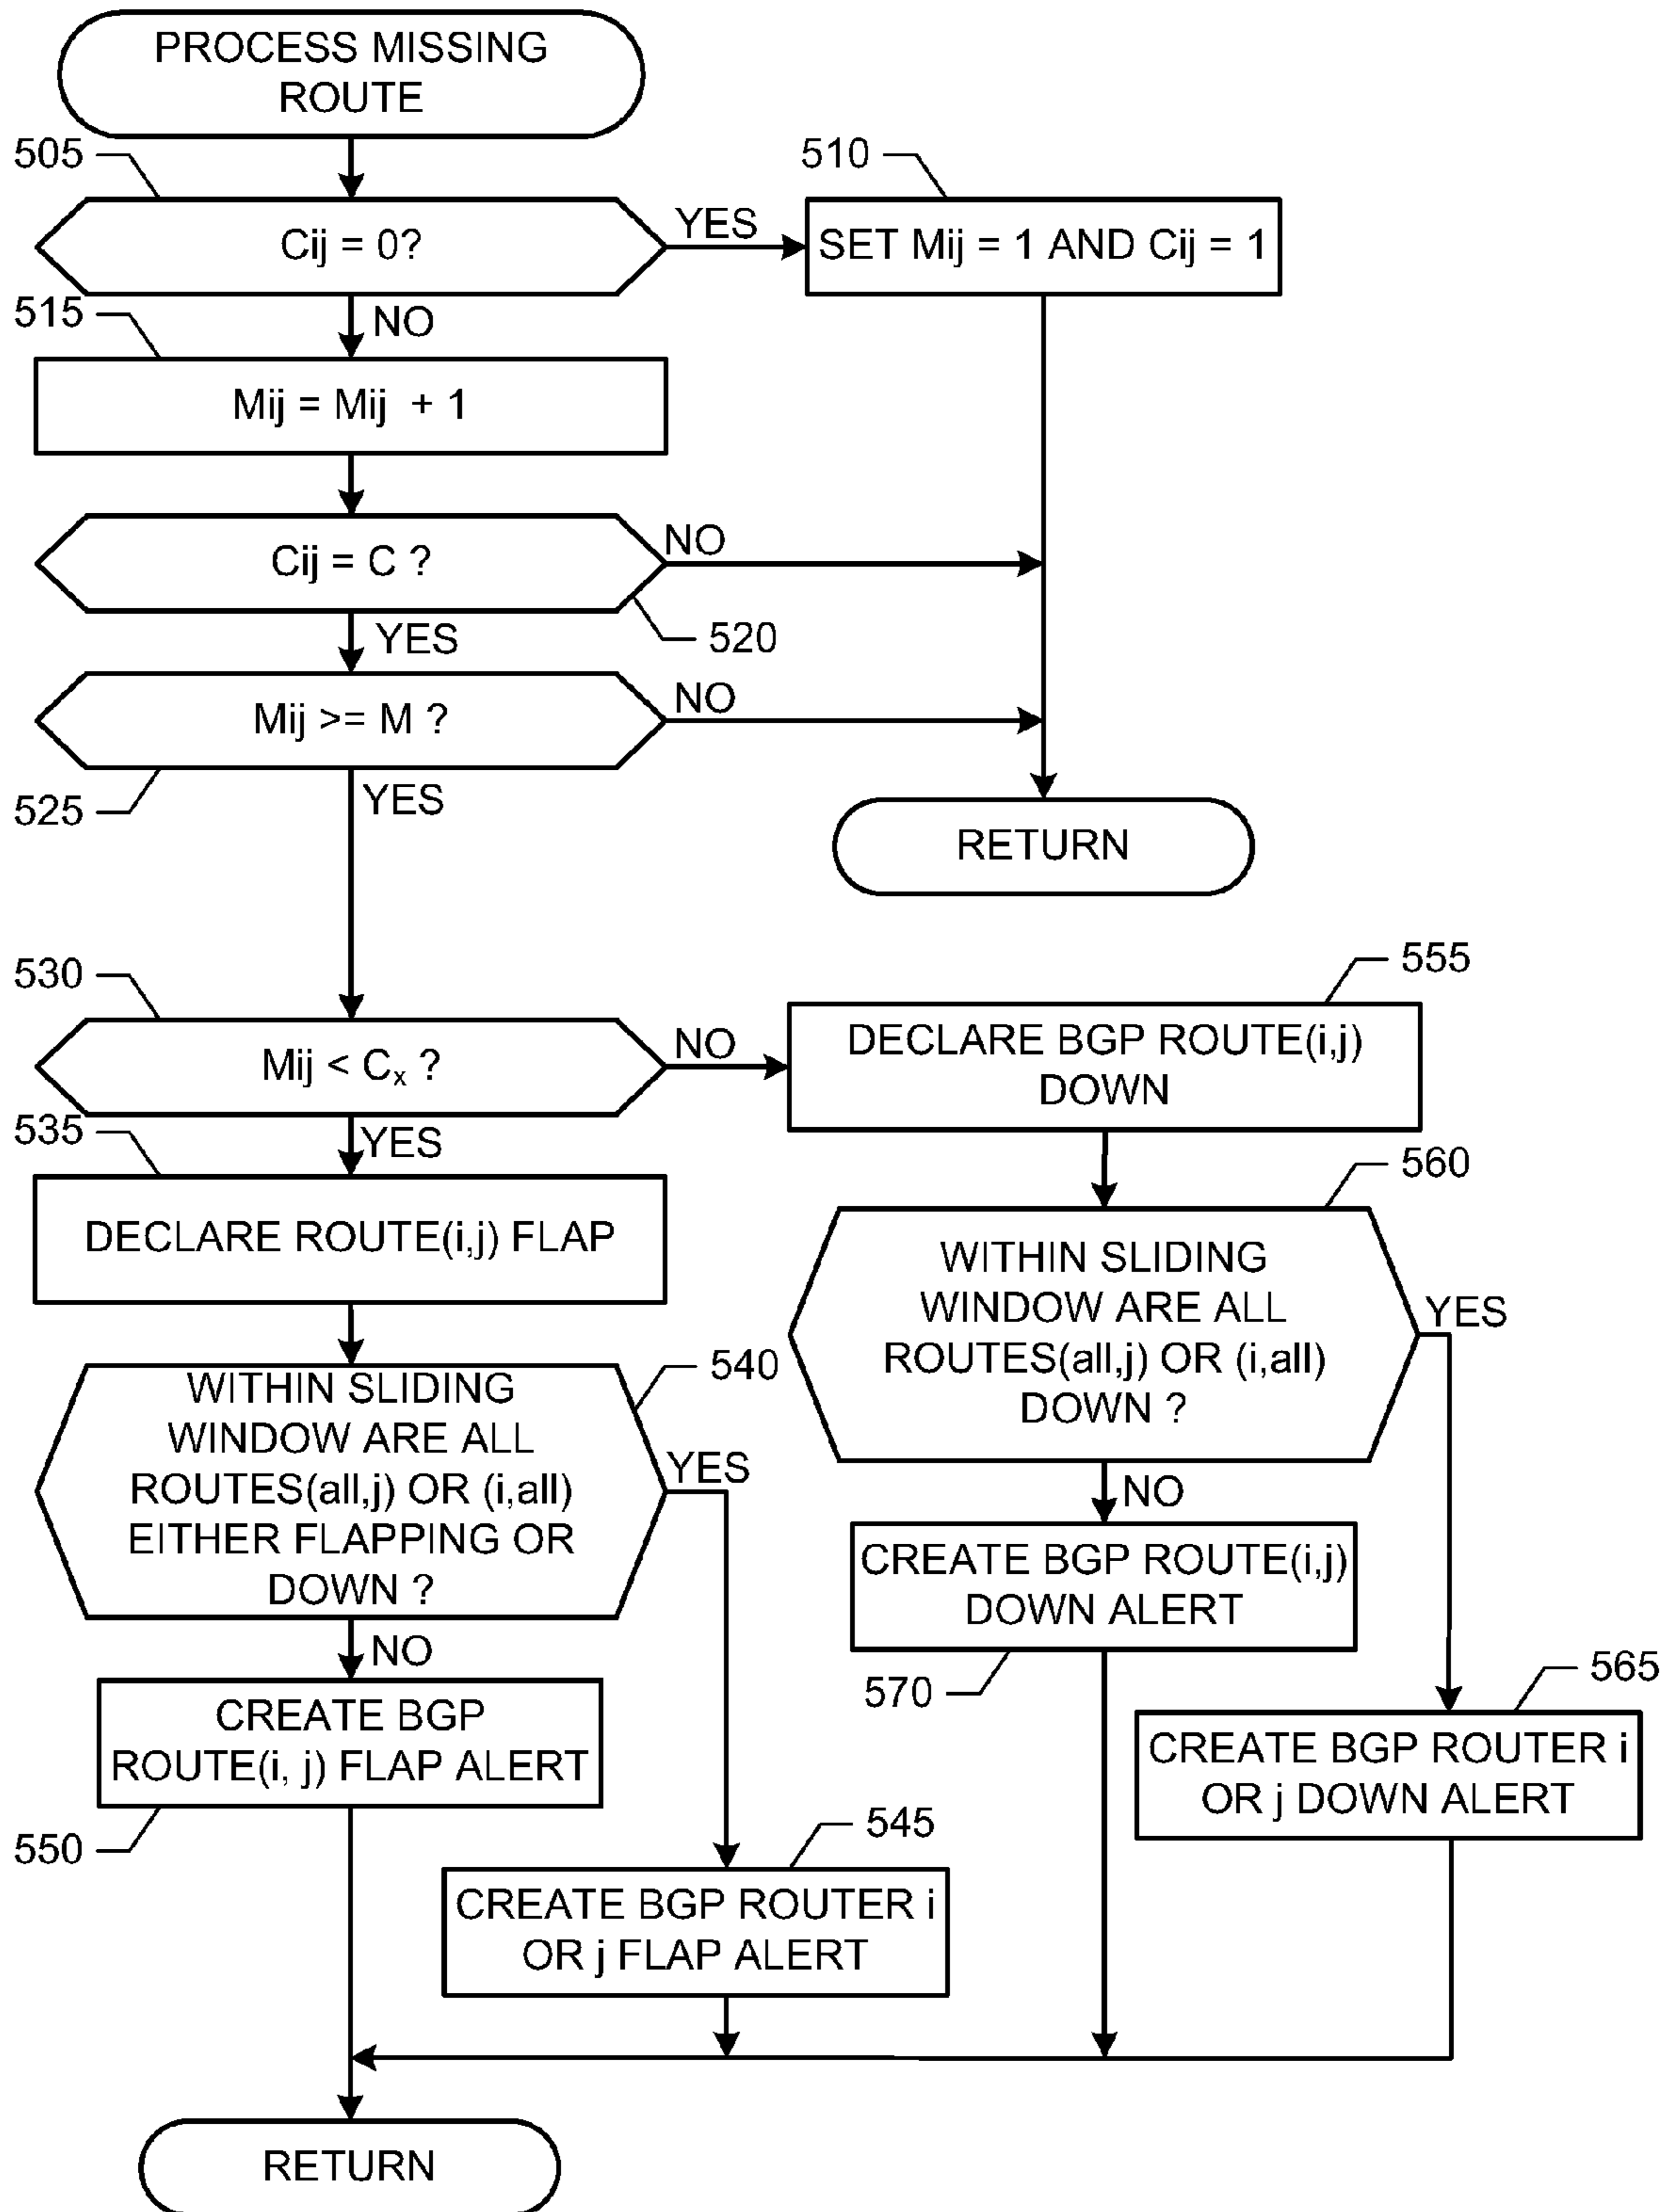 PROCESS MISSING
ROUTE
505
Cij = 0?
YES
510
SET Mij = 1 AND Cij = 1
NO
515
Mij = Mij + 1
Cij = C ?
NO
520
YES
Mij >= M ?
NO
525
YES
RETURN
530
Mij < Cx ?
NO
555
DECLARE BGP ROUTE(i,j)
DOWN
YES
535
DECLARE ROUTE(i,j) FLAP
560
WITHIN SLIDING
WINDOW ARE ALL
ROUTES(all,j) OR (i,all)
DOWN ?
YES
540
WITHIN SLIDING
WINDOW ARE ALL
ROUTES(all,j) OR (i,all)
EITHER FLAPPING OR
DOWN ?
YES
NO
CREATE BGP ROUTE(i,j)
DOWN ALERT
570
565
CREATE BGP ROUTER i
OR j DOWN ALERT
NO
CREATE BGP
ROUTE(i, j) FLAP ALERT
550
545
CREATE BGP ROUTER i
OR j FLAP ALERT
RETURN